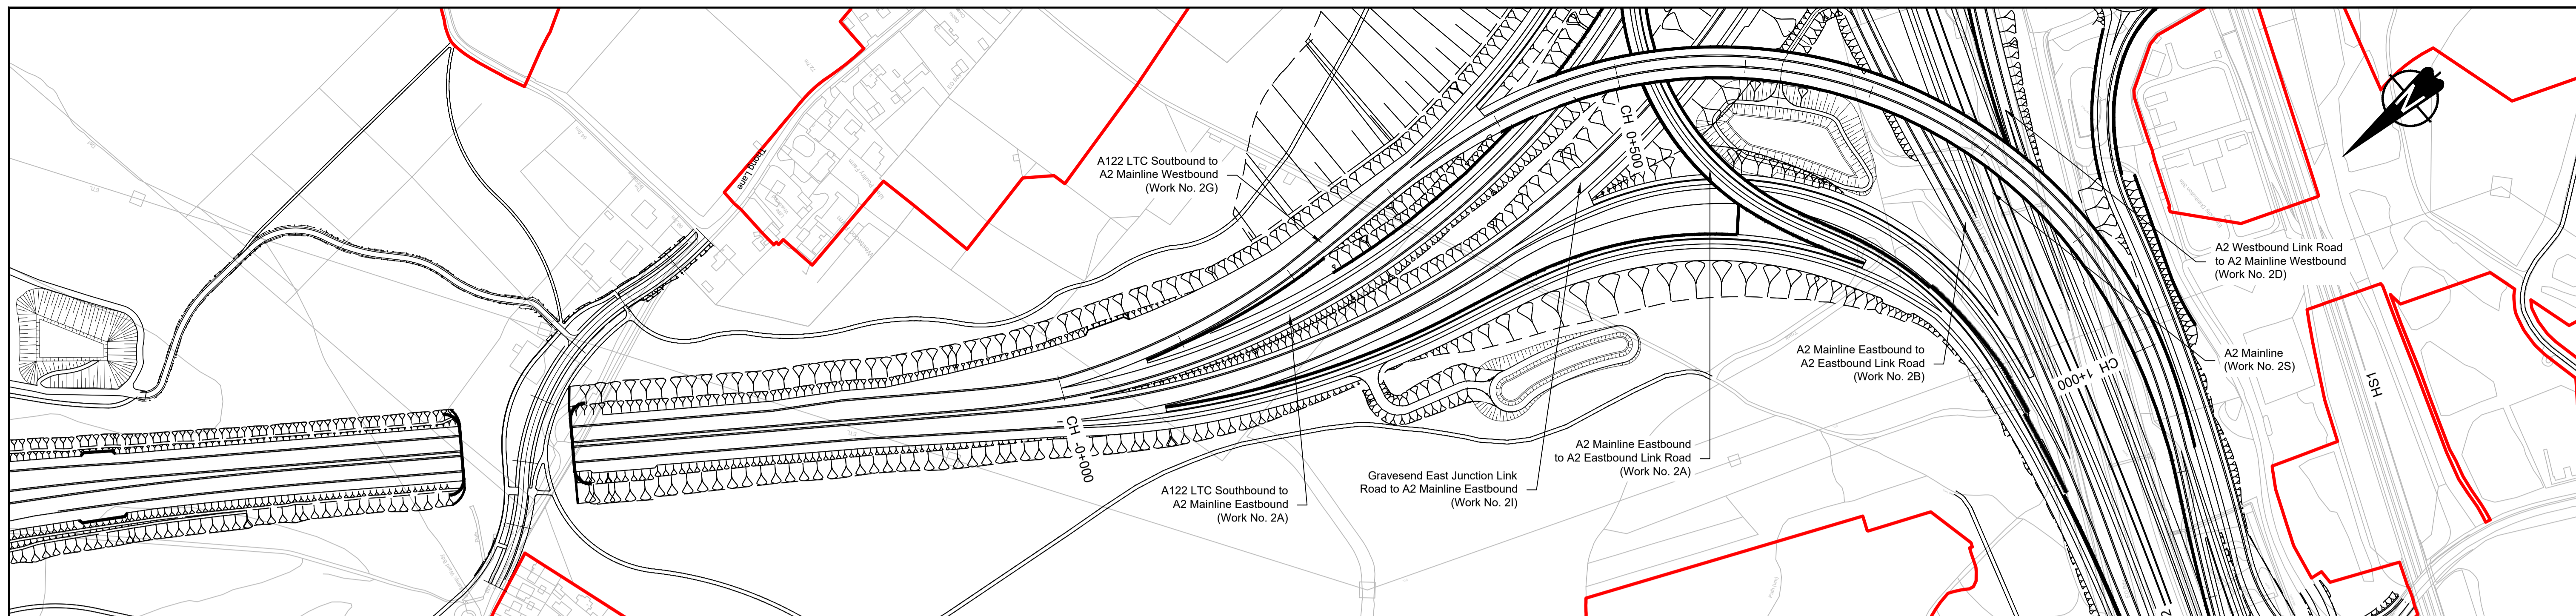 Thong Lane
A122 LTC Soutbound to
A2 Mainline Westbound
(Work No. 2G)
CH 0+500
A2 Westbound Link Road
to A2 Mainline Westbound
(Work No. 2D)
A2 Mainline Eastbound to
A2 Eastbound Link Road
(Work No. 2B)
A2 Mainline
(Work No. 2S)
CH 1+000
HS1
CH -0+000
A2 Mainline Eastbound
to A2 Eastbound Link Road
(Work No. 2A)
Gravesend East Junction Link
Road to A2 Mainline Eastbound
(Work No. 2I)
A122 LTC Southbound to
A2 Mainline Eastbound
(Work No. 2A)